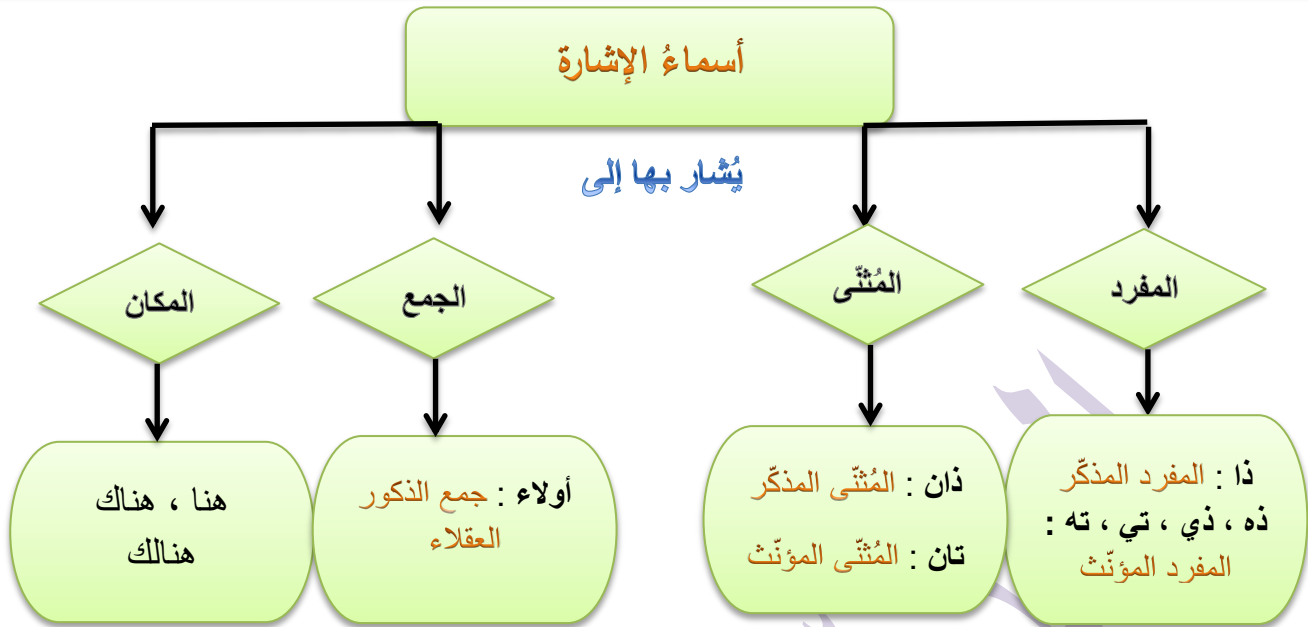 أسماءُ الإشارة
يُشار بها إلى
المفرد
المُثنّى
الجمع
المكان
ذا : المفرد المذكّر
ذه ، ذي ، تي ، ته :
المفرد المؤنّث
ذان : المُثنّى المذكّر
تان : المُثنّى المؤنّث
أولاء : جمع الذكور
العقلاء
هنا ، هناك
هنالك